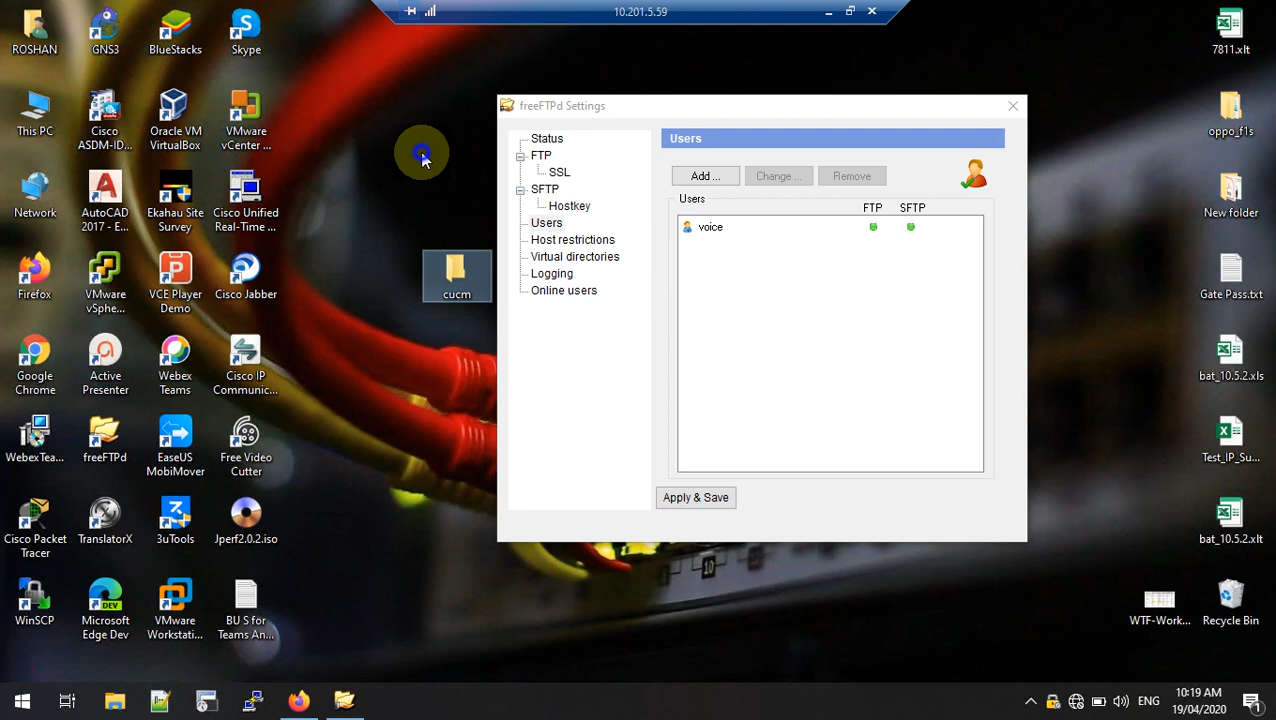 10.201.5.59
ROSHAN
GNS3
BlueStacks
Skype
7811.xlt
This PC
Cisco
ASDM-ID...
Oracle VM
VirtualBox
VMware
vCenter ...
oppo_f1s
Network
AutoCAD
2017 - E...
Ekahau Site
Survey
Cisco Unified
Real-Time ...
New folder
Firefox
VMware
vSphe...
VCE Player
Demo
Cisco Jabber
cucm
Gate Pass.txt
Google
Chrome
Active
Presenter
Webex
Teams
Cisco IP
Communic...
bat_10.5.2.xls
WebexTea...
freeFTPd
EaseUS
MobiMover
Free Video
Cutter
Test_IP_Su...
Cisco Packet
Tracer
TranslatorX
3uTools
Jperf2.0.2.iso
bat_10.5.2.xlt
WinSCP
DEV
Microsoft
Edge Dev
VMware
Workstati...
BU S for
Teams An...
WTF-Work...
Recycle Bin
freeFTPd Settings
Status
FTP
SSL
SFTP
Hostkey
Users
Host restrictions
Virtual directories
Logging
Online users
Users
Add ...
Change ...
Remove
Users
FTP
SFTP
voice
Apply & Save
10
ENG
10:19 AM
19/04/2020
1